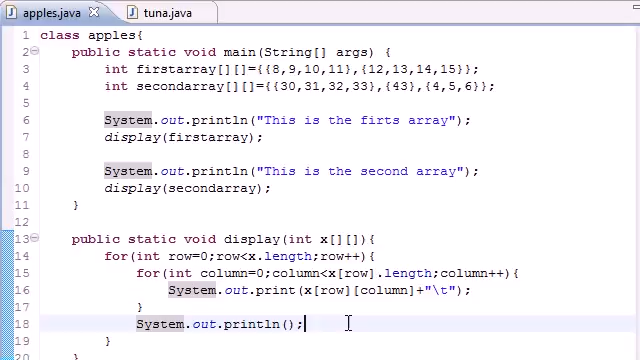 apples.java tuna.java
1 class apples{
2 public static void main(String[] args) {
3 int firstarray[][]={{8,9,10,11},{12,13,14,15}};
4 int secondarray[][]={{30,31,32,33},{43},{4,5,6}};
5
6 System.out.println("This is the firts array");
7 display(firstarray);
8
9 System.out.println("This is the second array");
10 display(secondarray);
11 }
12
13 public static void display(int x[][]){
14 for(int row=0;row<x.length;row++){
15 for(int column=0;column<x[row].length;column++){
16 System.out.print(x[row][column]+"\t");
17 }
18 System.out.println();
19 }
20 }